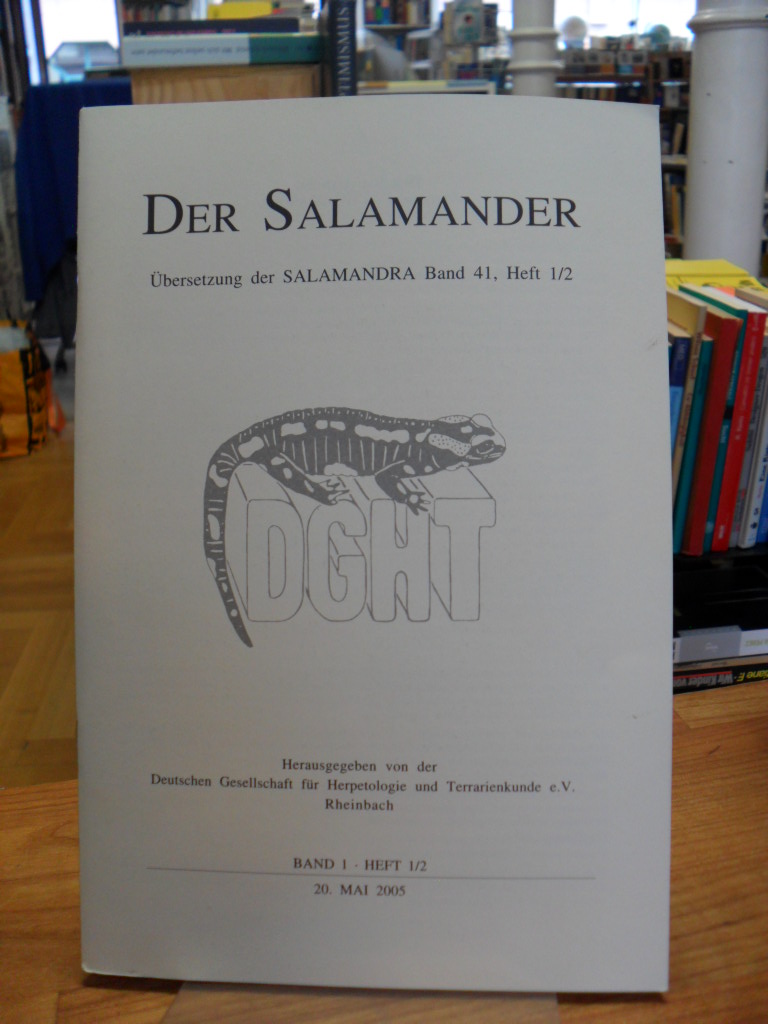 DER SALAMANDER
Übersetzung der SALAMANDRA Band 41, Heft 1/2
DGHT
Herausgegeben von der
Deutschen Gesellschaft für Herpetologie und Terrarienkunde e.V.
Rheinbach
BAND 1 · HEFT 1/2
20. MAI 2005